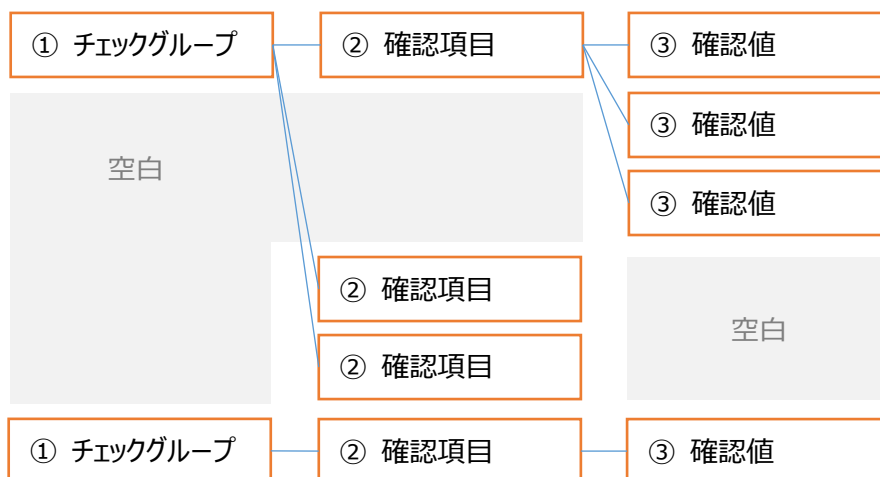 ① チェックグループ
② 確認項目
③ 確認値
③ 確認値
空白
③ 確認値
② 確認項目
空白
② 確認項目
① チェックグループ
② 確認項目
③ 確認値